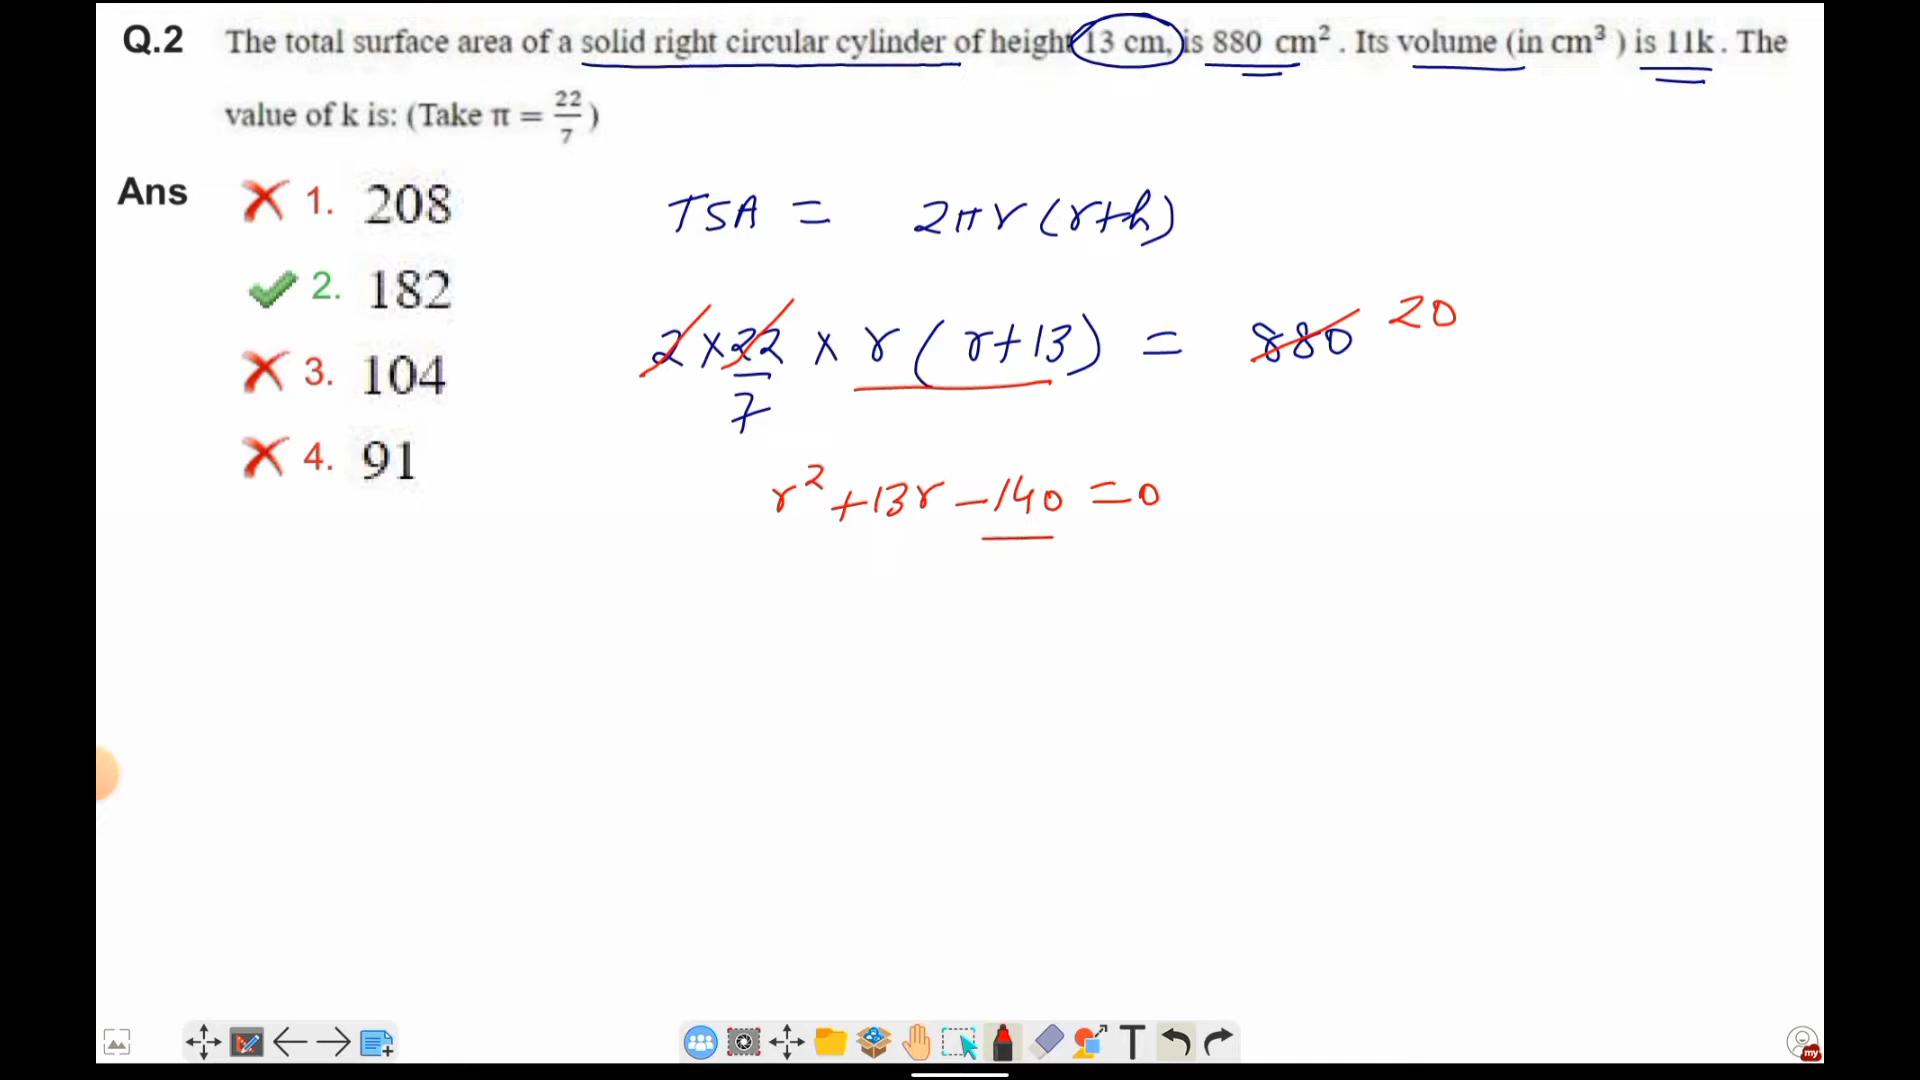 Q.2 The total surface area of a solid right circular cylinder of height 13 cm, is 880 cm². Its volume (in cm³ ) is 11k. The
value of k is: (Take π = 22/7)
Ans
1. 208
2. 182
3. 104
4. 91
TSA = 2πr (r+h)
2 × 22/7 × r ( r+13) = 880 20
r² +13r -140 =0
T
my